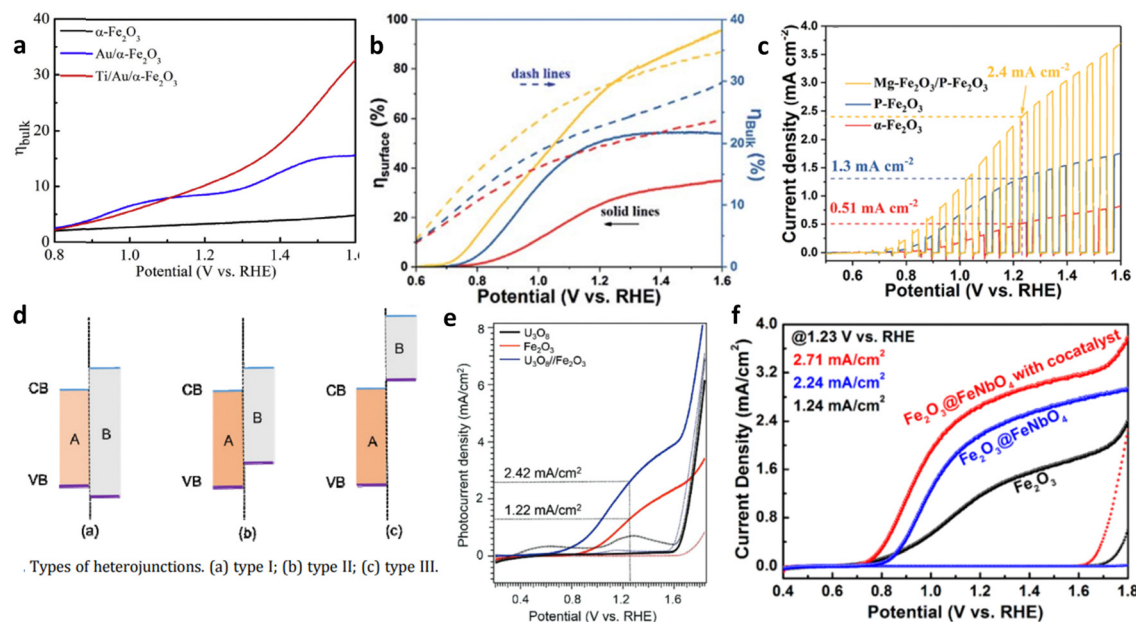 a
η_bulk
40
30
20
10
0
α-Fe₂O₃
Au/α-Fe₂O₃
Ti/Au/α-Fe₂O₃
0.8 1.0 1.2 1.4 1.6
Potential (V vs. RHE)
b
η_surface (%)
100
80
60
40
20
0
dash lines
solid lines
η_Bulk (%)
40
30
20
10
0
0.6 0.8 1.0 1.2 1.4 1.6
Potential (V vs. RHE)
c
Current density (mA cm⁻²)
4.0
3.5
3.0
2.5
2.0
1.5
1.0
0.5
0.0
Mg-Fe₂O₃/P-Fe₂O₃
P-Fe₂O₃
α-Fe₂O₃
2.4 mA cm⁻²
1.3 mA cm⁻²
0.51 mA cm⁻²
0.6 0.8 1.0 1.2 1.4 1.6
Potential (V vs. RHE)
d
CB
VB
A
B
(a)
CB
VB
A
B
(b)
CB
VB
A
B
(c)
. Types of heterojunctions. (a) type I; (b) type II; (c) type III.
e
Photocurrent density (mA/cm²)
8
6
4
2
0
U₃O₈
Fe₂O₃
U₃O₈//Fe₂O₃
2.42 mA/cm²
1.22 mA/cm²
0.4 0.8 1.2 1.6
Potential (V vs. RHE)
f
Current Density (mA/cm²)
4.0
3.2
2.4
1.6
0.8
0.0
@1.23 V vs. RHE
2.71 mA/cm²
2.24 mA/cm²
1.24 mA/cm²
Fe₂O₃@FeNbO₄ with cocatalyst
Fe₂O₃@FeNbO₄
Fe₂O₃
0.4 0.6 0.8 1.0 1.2 1.4 1.6 1.8
Potential (V vs. RHE)